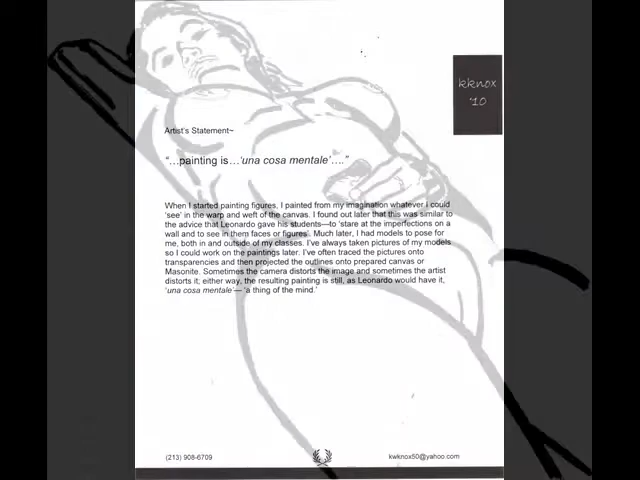 kknox
'10
Artist's Statement~
"…painting is…'una cosa mentale'…."
When I started painting figures, I painted from my imagination whatever I could
'see' in the warp and weft of the canvas. I found out later that this was similar to
the advice that Leonardo gave his students—to 'stare at the imperfections on a
wall and to see in them faces or figures'. Much later, I had models to pose for
me, both in and outside of my classes. I've always taken pictures of my models
so I could work on the paintings later. I've often traced the pictures onto
transparencies and then projected the outlines onto prepared canvas or
Masonite. Sometimes the camera distorts the image and sometimes the artist
distorts it; either way, the resulting painting is still, as Leonardo would have it,
'una cosa mentale — 'a thing of the mind.'
(213) 908-6709
kwknox50@yahoo.com